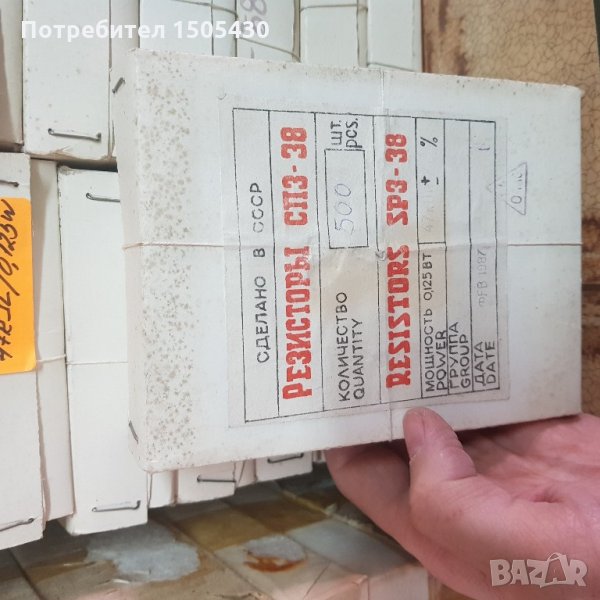 Потребител 1505430
СДЕЛАНО В СССР
РЕЗИСТОРЫ СП3-38
КОЛИЧЕСТВО 500 ШТ.
QUANTITY PCS.
RESISTORS SP3-38
МОЩНОСТЬ 0,125 ВТ ± %
POWER
ГРУППА
GROUP
ДАТА
DATE
BAZAR